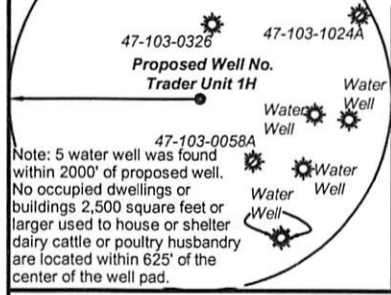 47-103-0326
47-103-1024A
Proposed Well No.
Trader Unit 1H
Water
Well
Water
Well
47-103-0058A
Note: 5 water well was found
within 2000' of proposed well.
No occupied dwellings or
buildings 2,500 square feet or
larger used to house or shelter
dairy cattle or poultry husbandry
are located within 625' of the
center of the well pad.
Water
Well
Water
Well